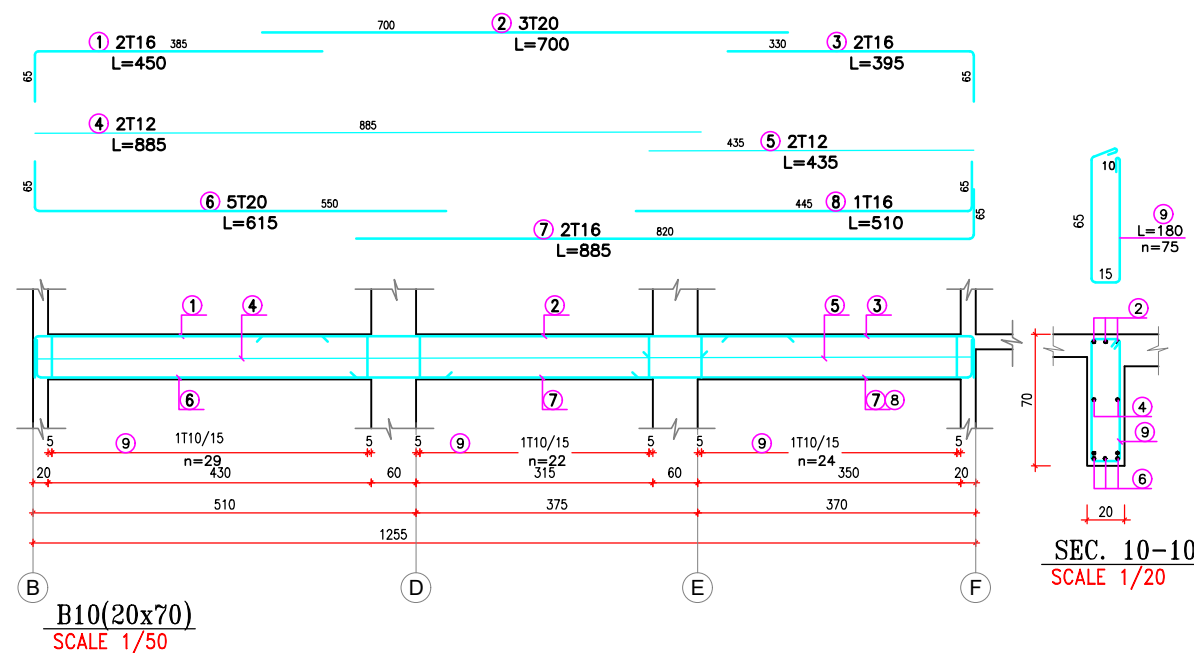 700
② 3T20
L=700
① 2T16
385
L=450
65
330
③ 2T16
L=395
65
④ 2T12
885
L=885
435
⑤ 2T12
L=435
65
⑥ 5T20
550
L=615
445
⑧ 1T16
L=510
65
65
⑦ 2T16
820
L=885
10
65
15
⑨
L=180
n=75
① ④ ② ⑤ ③
⑥ ⑦ ⑦ ⑧
5 ⑨ 1T10/15 5
n=29
5 ⑨ 1T10/15 5
n=22
5 ⑨ 1T10/15 5
n=24
20 430 60 315 60 350 20
510 375 370
1255
B D E F
B10(20x70)
SCALE 1/50
②
④
⑨
⑥
70
20
SEC. 10-10
SCALE 1/20